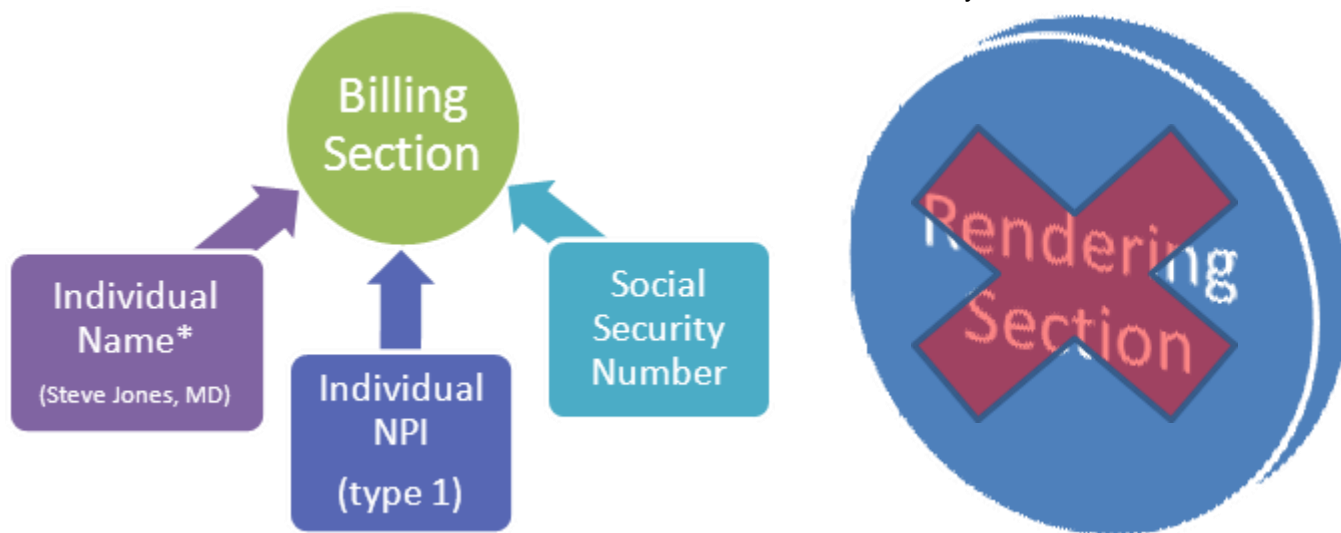 Billing
Section
Individual
Name*
(Steve Jones, MD)
Individual
NPI
(type 1)
Social
Security
Number
Rendering
Section